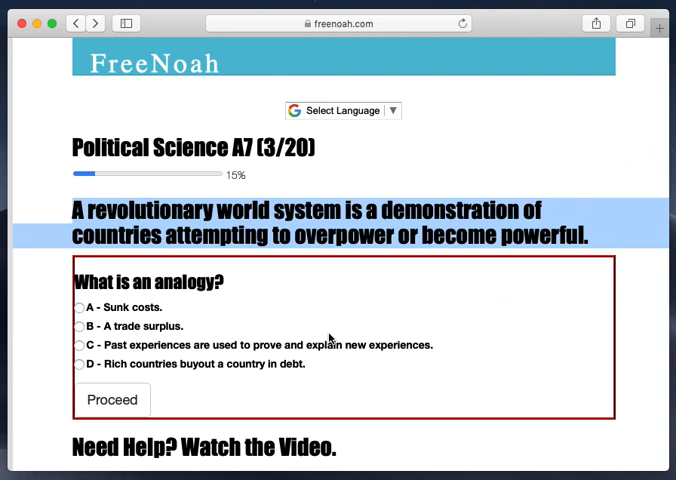 freenoah.com
FreeNoah
Select Language
Political Science A7 (3/20)
15%
A revolutionary world system is a demonstration of
countries attempting to overpower or become powerful.
What is an analogy?
A - Sunk costs.
B - A trade surplus.
C - Past experiences are used to prove and explain new experiences.
D - Rich countries buyout a country in debt.
Proceed
Need Help? Watch the Video.